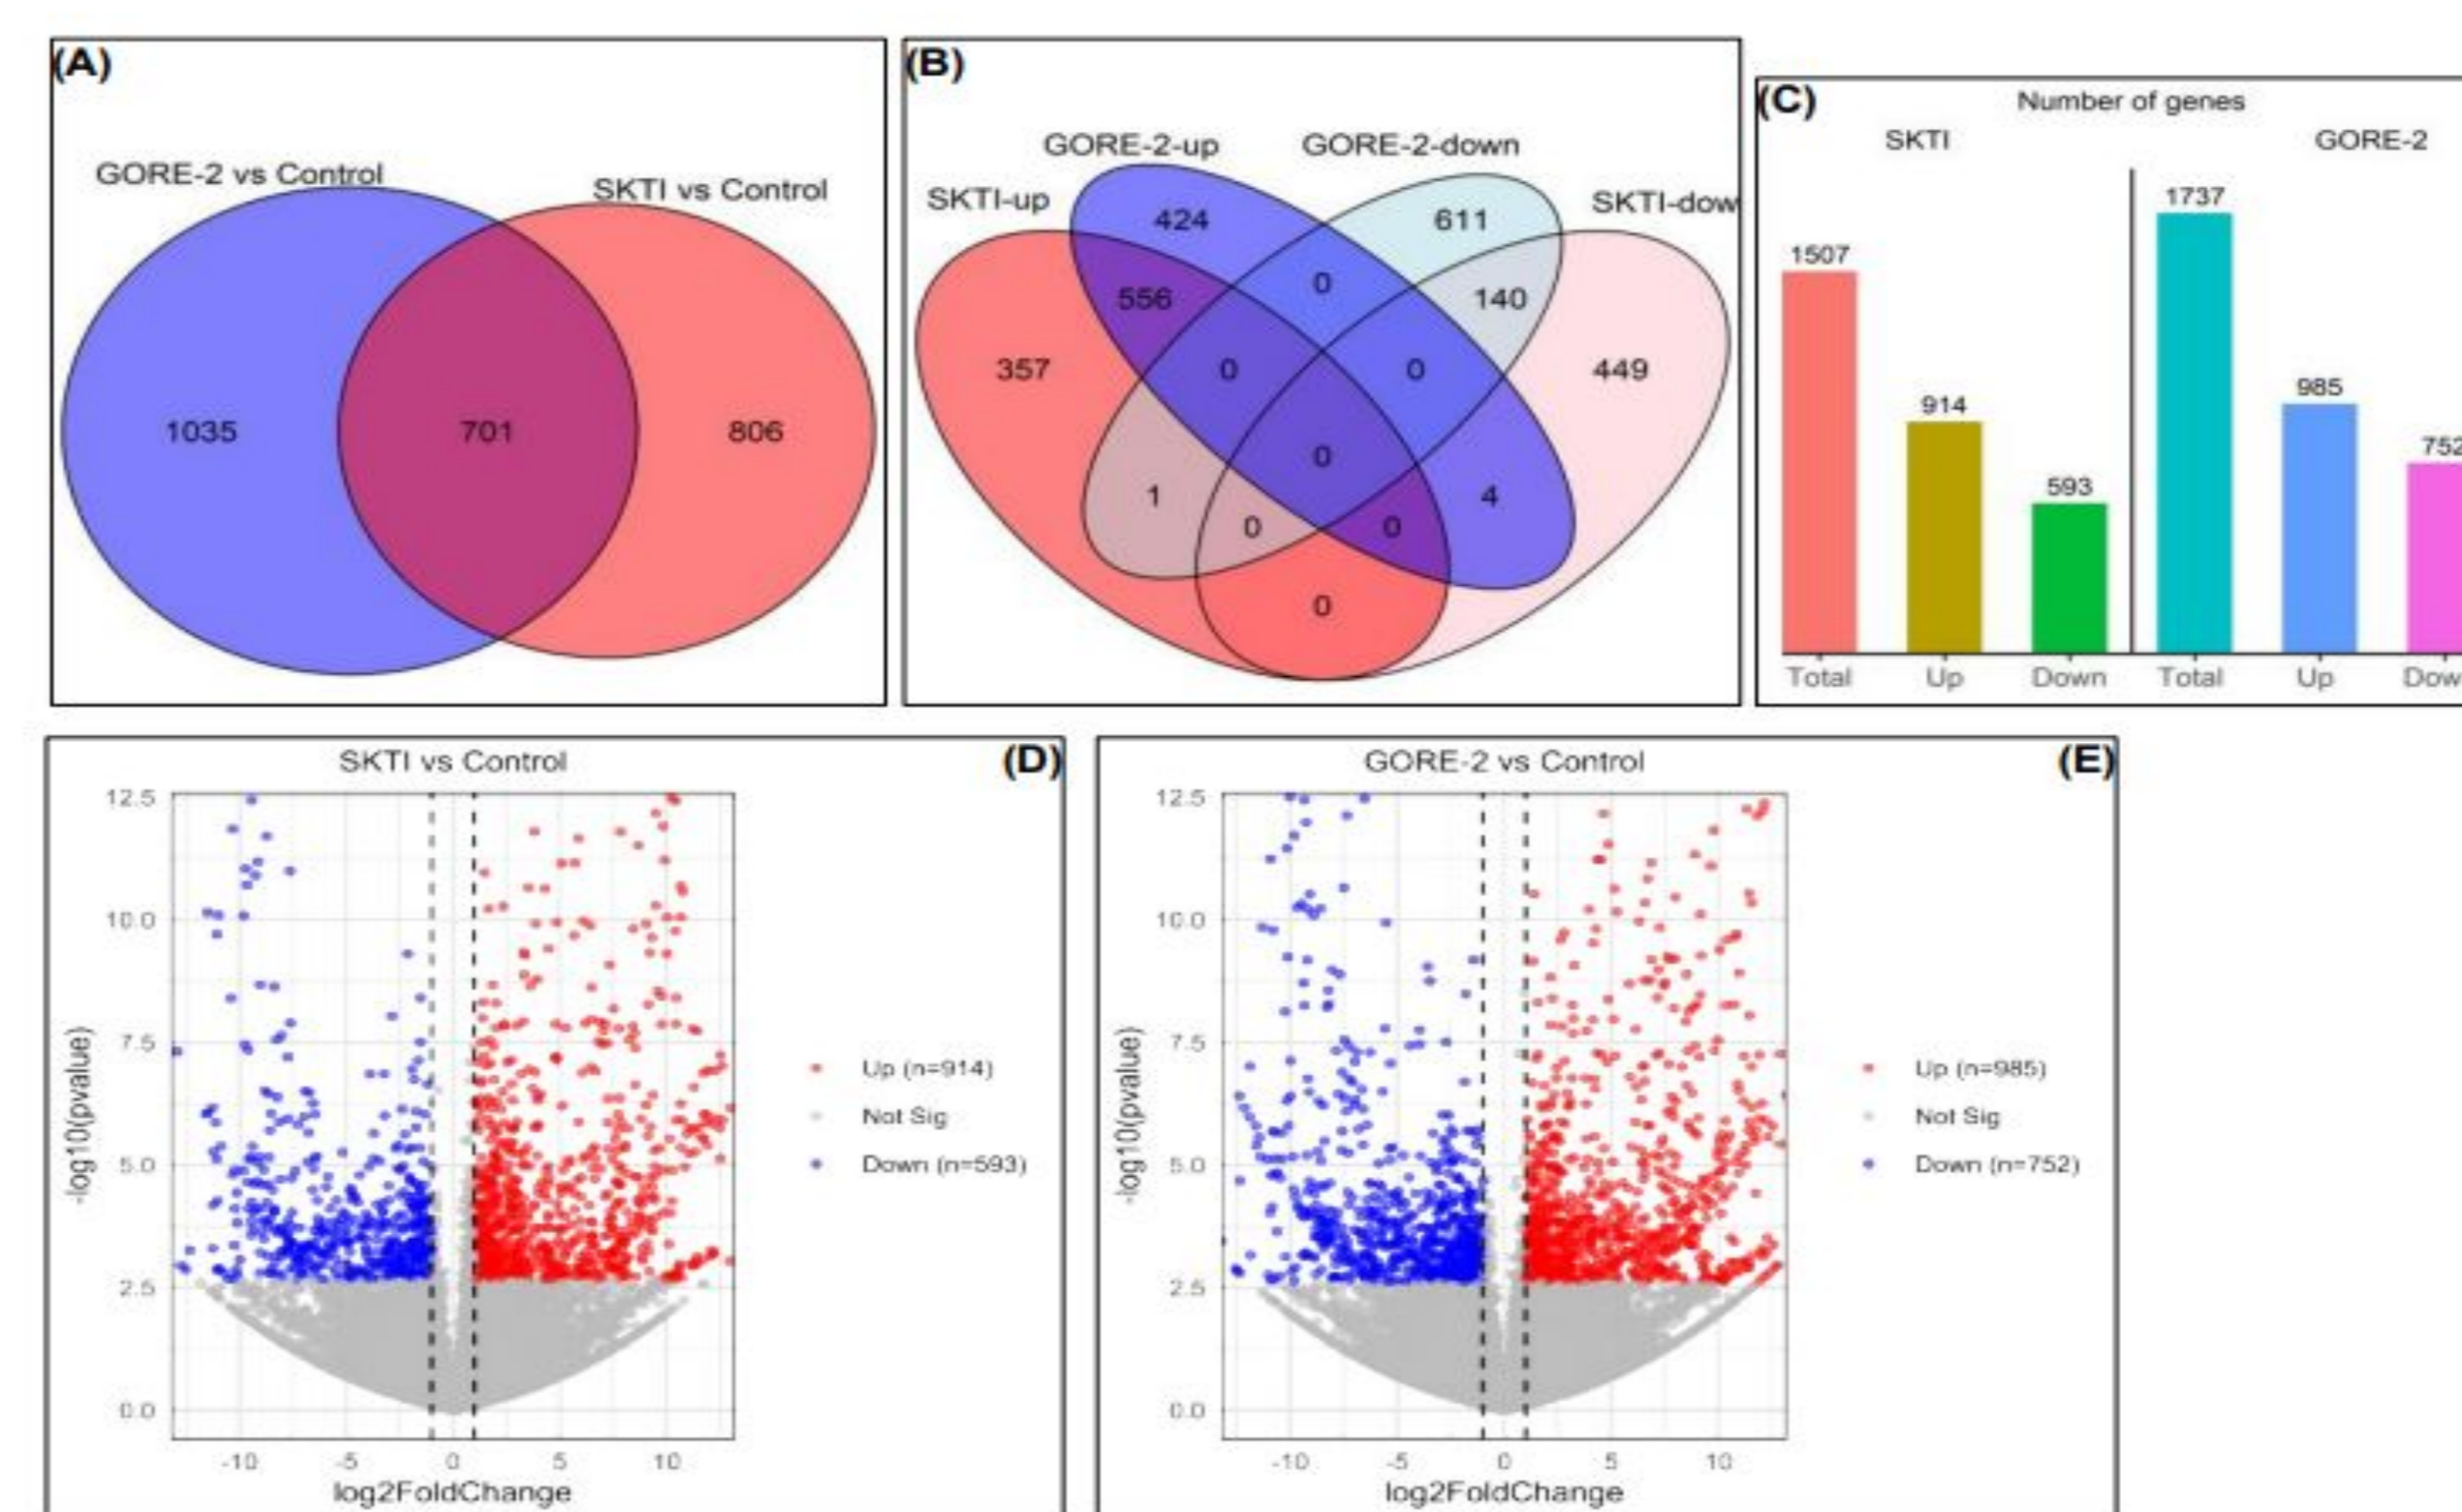 (A)
GORE-2 vs Control
SKTI vs Control
1035
701
806
(B)
GORE-2-up
GORE-2-down
SKTI-up
SKTI-dow
424
611
0
556
140
357
0
0
449
0
1
4
0
0
0
(C)
Number of genes
SKTI
GORE-2
1507
914
593
1737
985
752
Total
Up
Down
Total
Up
Dow
SKTI vs Control
(D)
12.5
10.0
7.5
5.0
2.5
0.0
-log10(pvalue)
-10
-5
0
5
10
log2FoldChange
Up (n=914)
Not Sig
Down (n=593)
GORE-2 vs Control
(E)
12.5
10.0
7.5
5.0
2.5
0.0
-log10(pvalue)
-10
-5
0
5
10
log2FoldChange
Up (n=985)
Not Sig
Down (n=752)